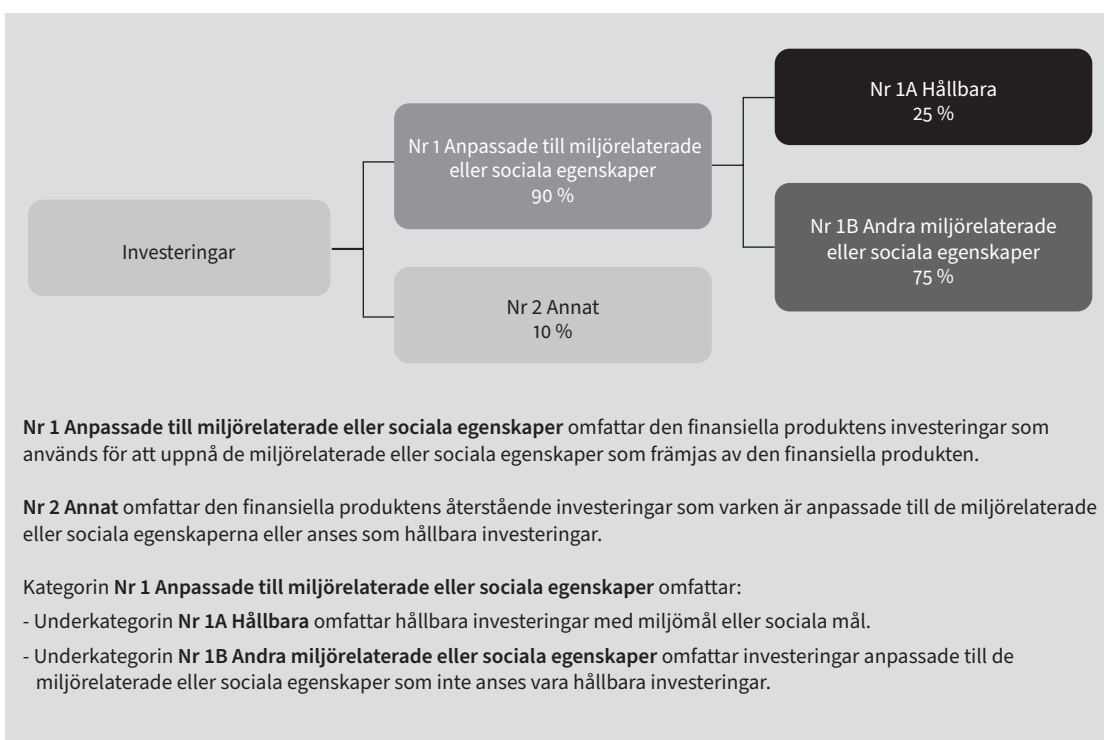 Investeringar
Nr 1 Anpassade till miljörelaterade
eller sociala egenskaper
90 %
Nr 2 Annat
10 %
Nr 1A Hållbara
25 %
Nr 1B Andra miljörelaterade
eller sociala egenskaper
75 %
Nr 1 Anpassade till miljörelaterade eller sociala egenskaper omfattar den finansiella produktens investeringar som
används för att uppnå de miljörelaterade eller sociala egenskaper som främjas av den finansiella produkten.
Nr 2 Annat omfattar den finansiella produktens återstående investeringar som varken är anpassade till de miljörelaterade
eller sociala egenskaperna eller anses som hållbara investeringar.
Kategorin Nr 1 Anpassade till miljörelaterade eller sociala egenskaper omfattar:
- Underkategorin Nr 1A Hållbara omfattar hållbara investeringar med miljömål eller sociala mål.
- Underkategorin Nr 1B Andra miljörelaterade eller sociala egenskaper omfattar investeringar anpassade till de
miljörelaterade eller sociala egenskaper som inte anses vara hållbara investeringar.